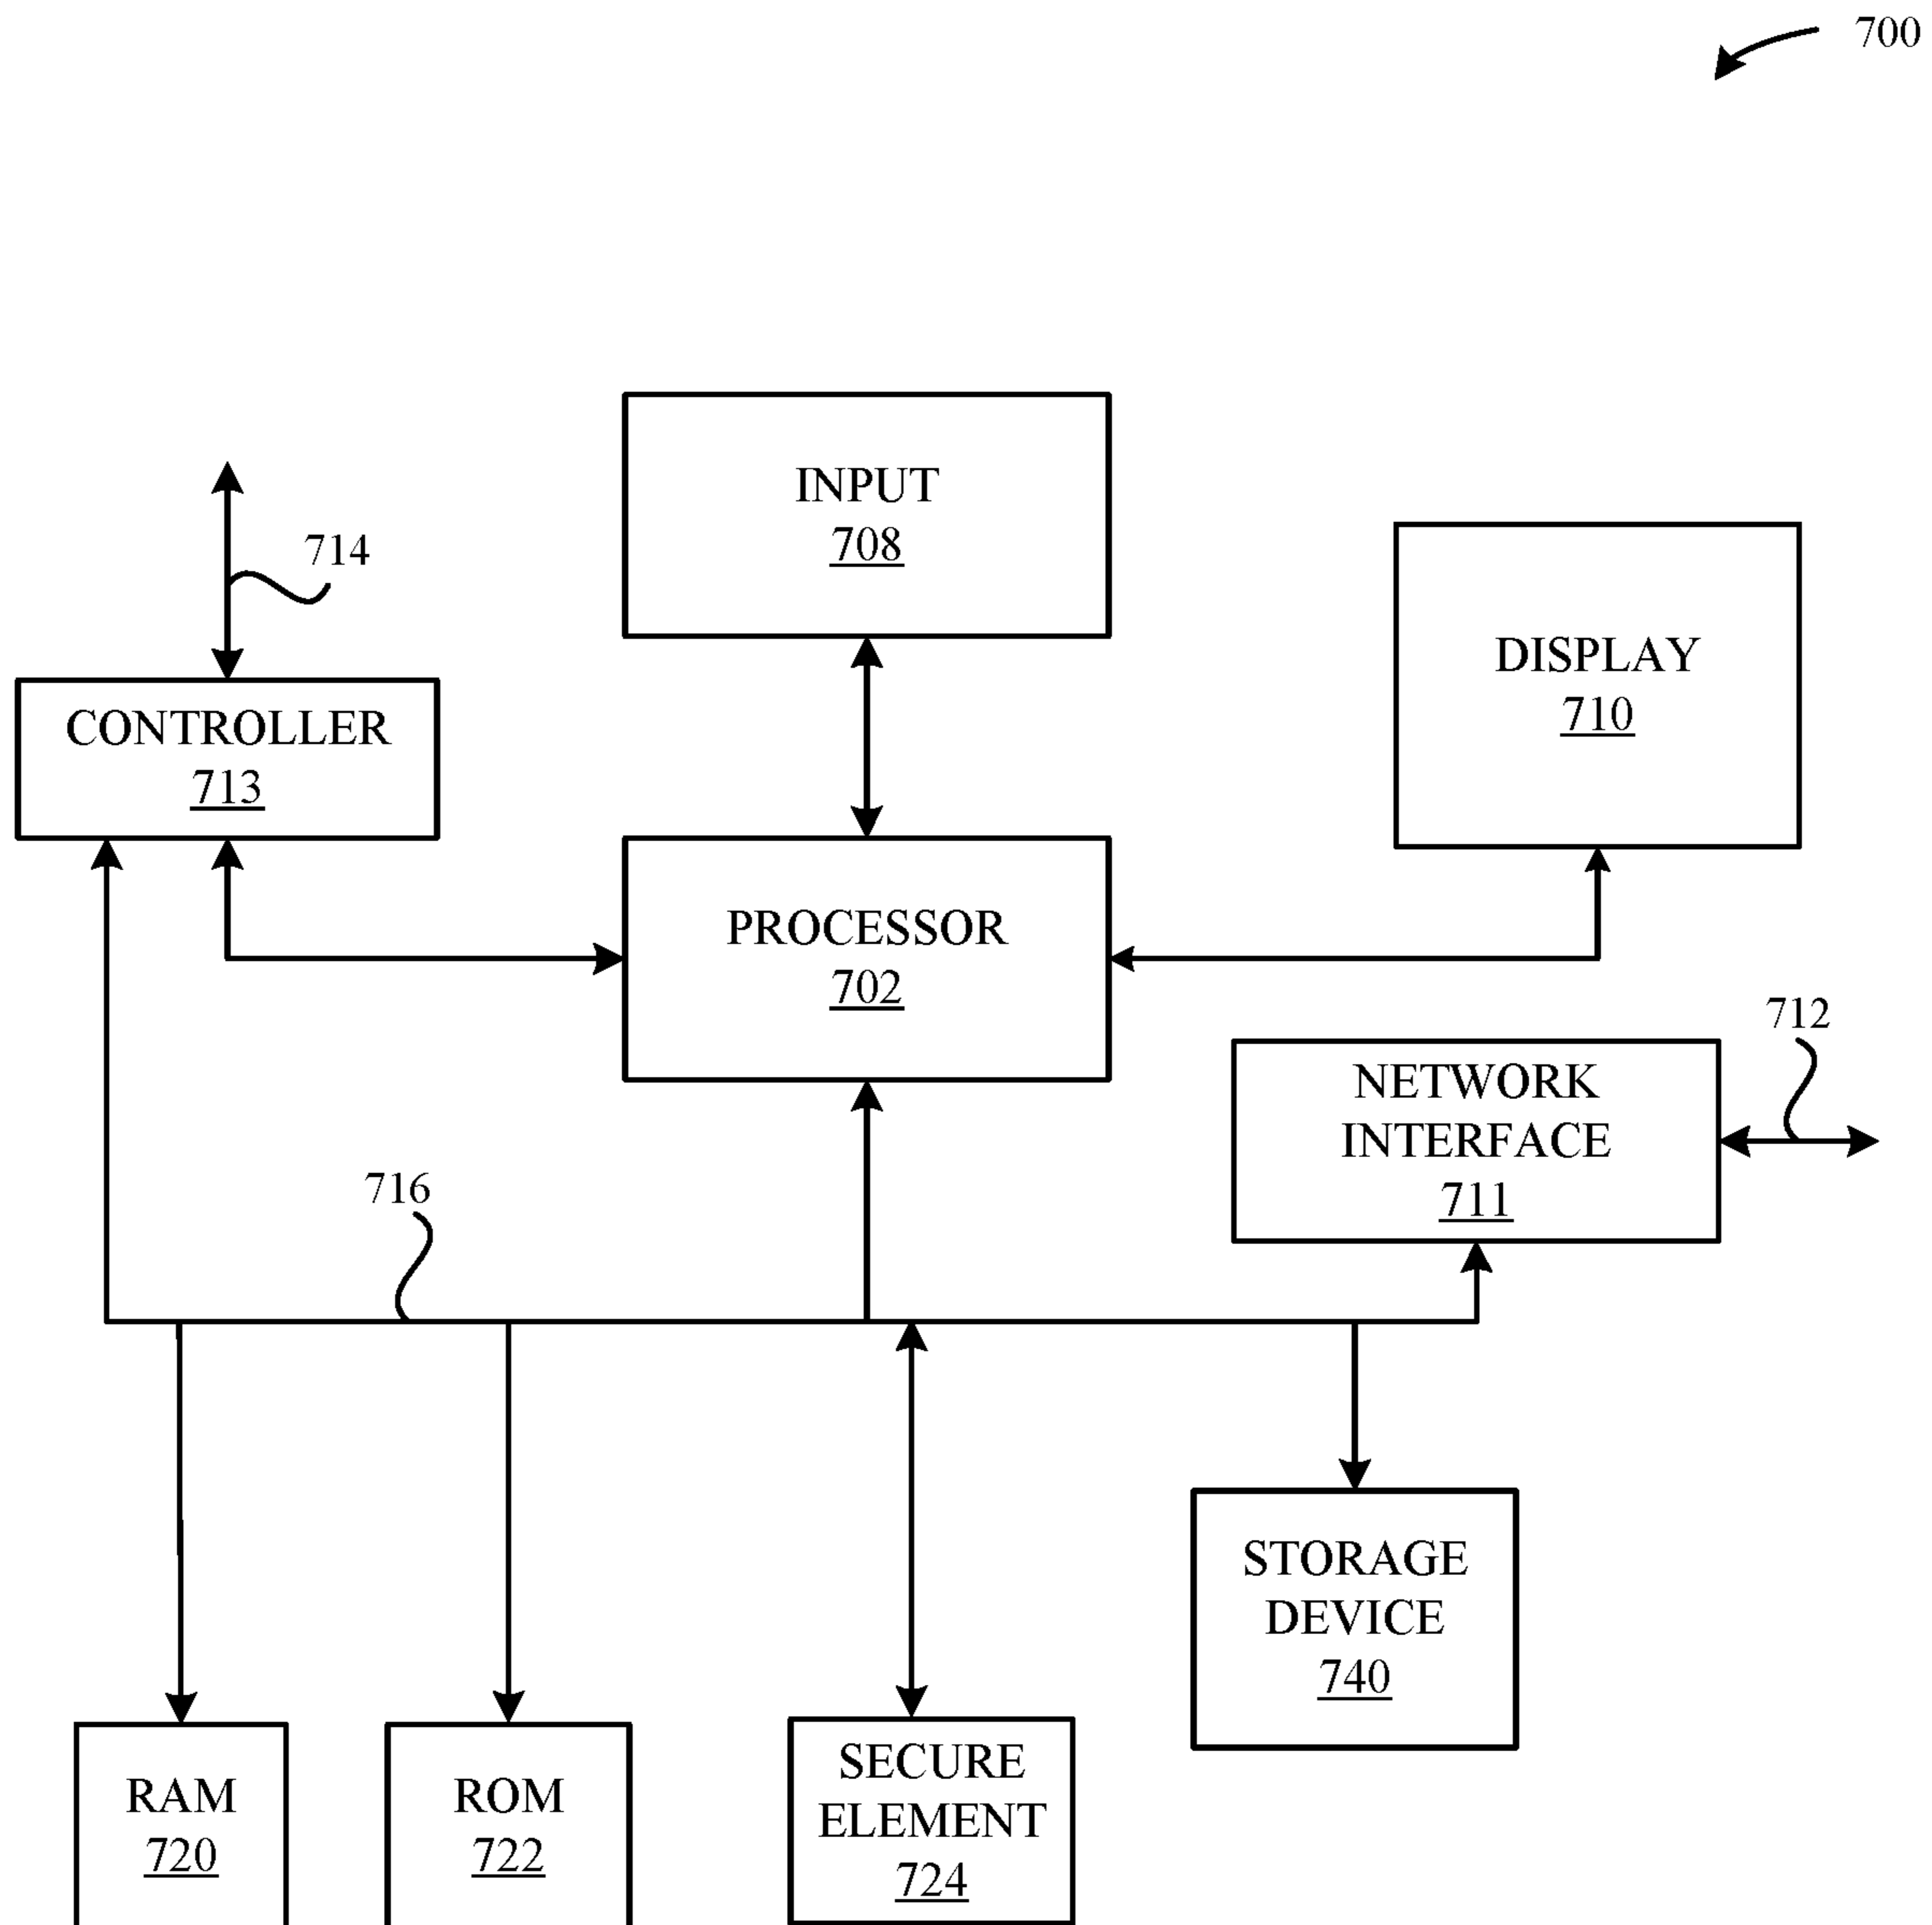 700
INPUT
708
714
DISPLAY
710
CONTROLLER
713
PROCESSOR
702
712
NETWORK
INTERFACE
711
716
STORAGE
DEVICE
740
RAM
720
ROM
722
SECURE
ELEMENT
724